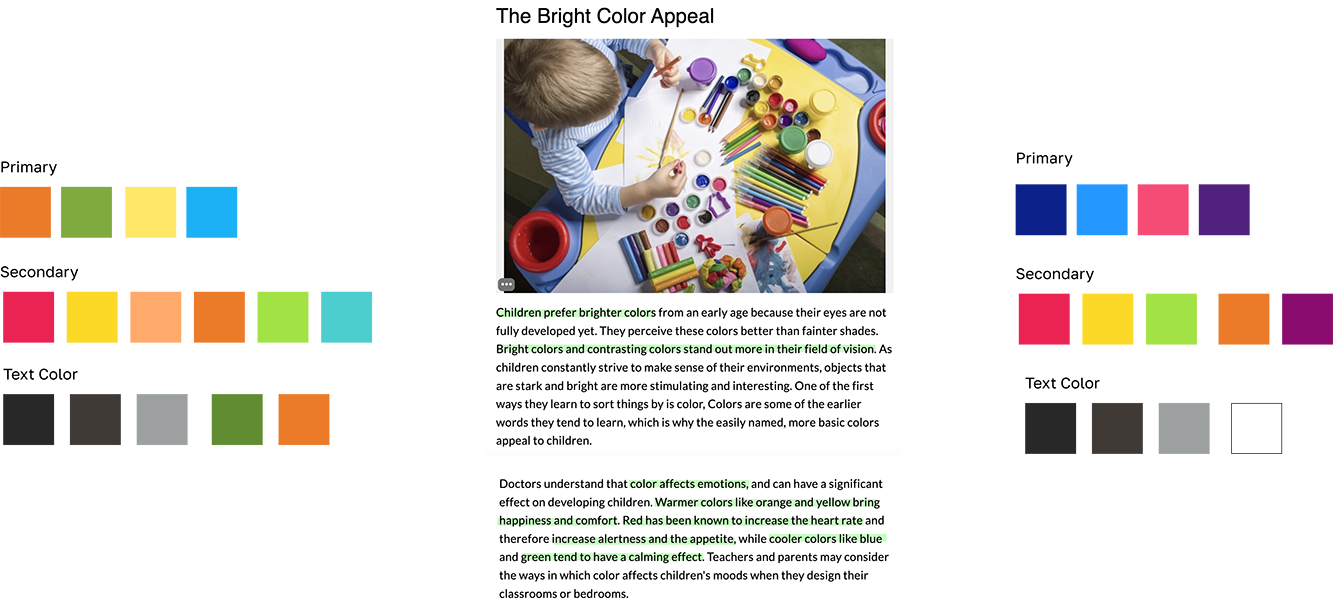 The Bright Color Appeal
Primary
Secondary
Text Color
Children prefer brighter colors from an early age because their eyes are not
fully developed yet. They perceive these colors better than fainter shades.
Bright colors and contrasting colors stand out more in their field of vision. As
children constantly strive to make sense of their environments, objects that
are stark and bright are more stimulating and interesting. One of the first
ways they learn to sort things by is color, Colors are some of the earlier
words they tend to learn, which is why the easily named, more basic colors
appeal to children.
Doctors understand that color affects emotions, and can have a significant
effect on developing children. Warmer colors like orange and yellow bring
happiness and comfort. Red has been known to increase the heart rate and
therefore increase alertness and the appetite, while cooler colors like blue
and green tend to have a calming effect. Teachers and parents may consider
the ways in which color affects children's moods when they design their
classrooms or bedrooms.
Primary
Secondary
Text Color